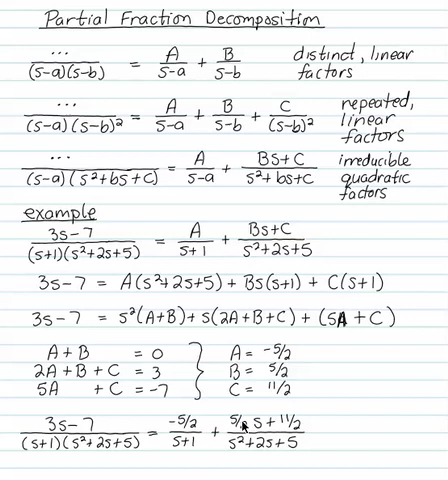 Partial Fraction Decomposition
... / (s-a)(s-b) = A/(s-a) + B/(s-b) distinct, linear factors
... / (s-a)(s-b)² = A/(s-a) + B/(s-b) + C/(s-b)² repeated, linear factors
... / (s-a)(s²+bs+c) = A/(s-a) + (Bs+C)/(s²+bs+c) irreducible quadratic factors
example
(3s-7) / (s+1)(s²+2s+5) = A/(s+1) + (Bs+C)/(s²+2s+5)
3s-7 = A(s²+2s+5) + Bs(s+1) + C(s+1)
3s-7 = s²(A+B) + s(2A+B+C) + (5A + C)
A + B = 0 A = -5/2
2A + B + C = 3 B = 5/2
5A + C = -7 C = 11/2
(3s-7) / (s+1)(s²+2s+5) = (-5/2)/(s+1) + (5/2 s + 11/2)/(s²+2s+5)